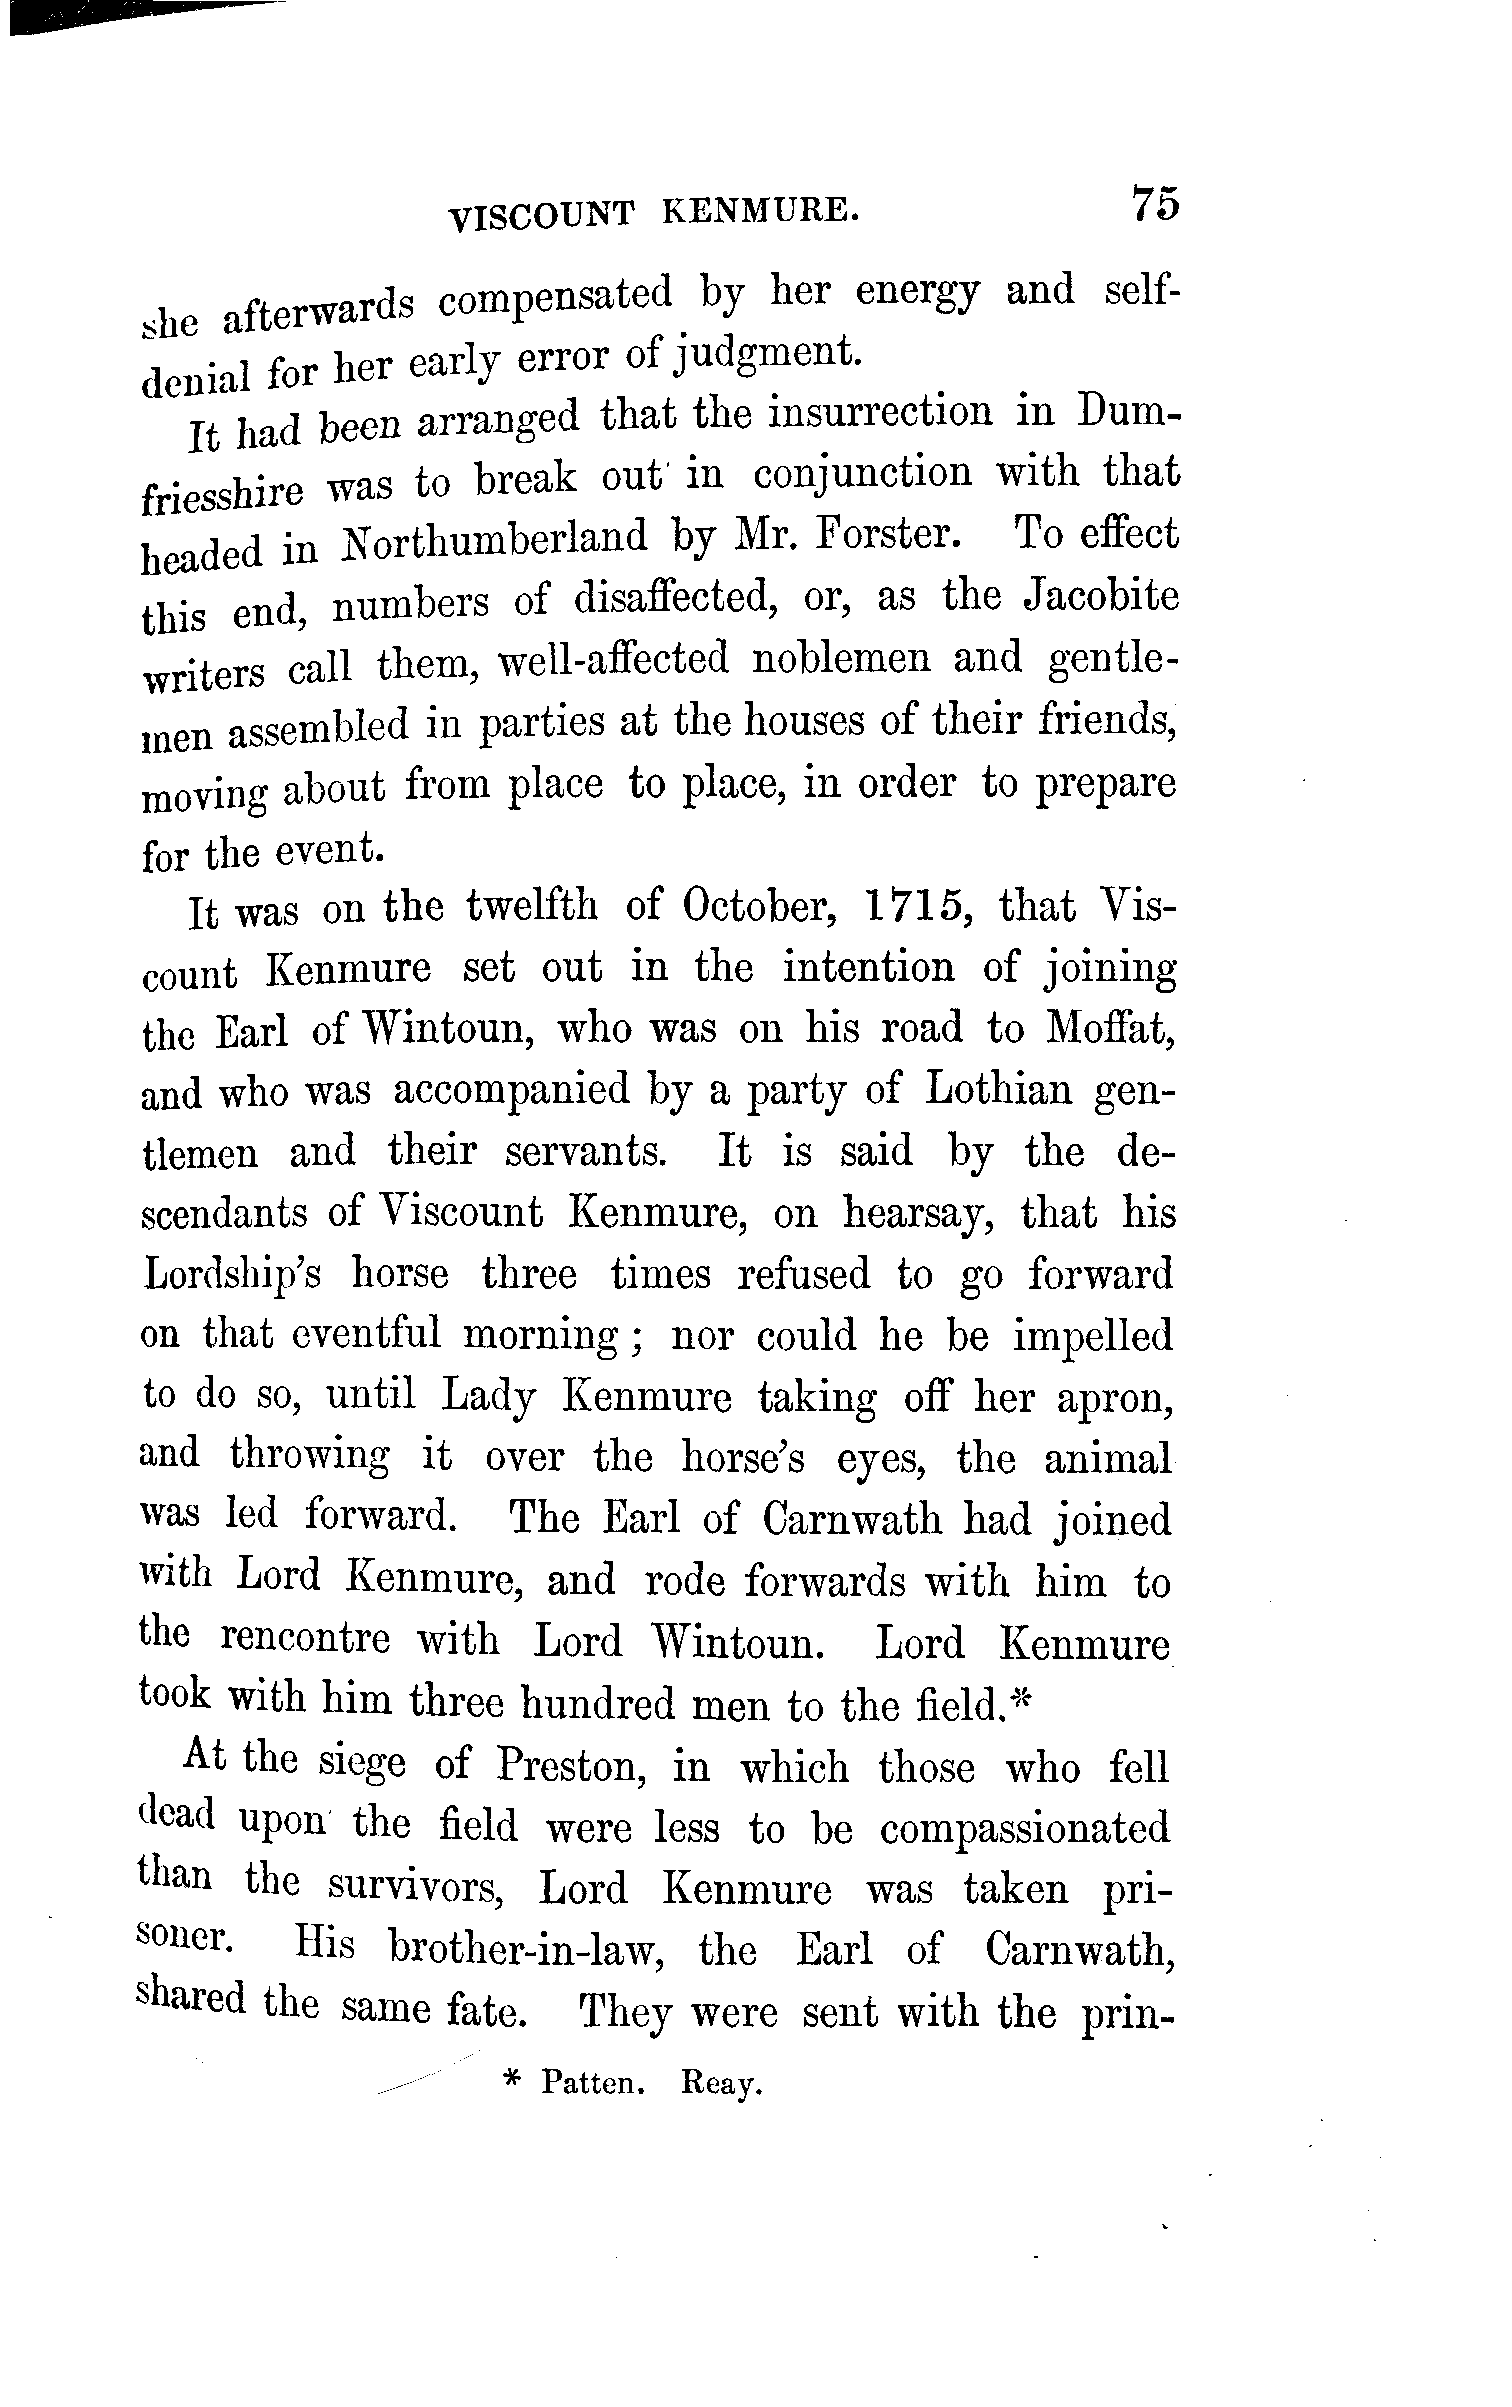 VISCOUNT KENMURE. 75
she afterwards compensated by her energy and self-
denial for her early error of judgment.
It had been arranged that the insurrection in Dum-
friesshire was to break out in conjunction with that
headed in Northumberland by Mr. Forster. To effect
this end, numbers of disaffected, or, as the Jacobite
writers call them, well-affected noblemen and gentle-
men assembled in parties at the houses of their friends,
moving about from place to place, in order to prepare
for the event.
It was on the twelfth of October, 1715, that Vis-
count Kenmure set out in the intention of joining
the Earl of Wintoun, who was on his road to Moffat,
and who was accompanied by a party of Lothian gen-
tlemen and their servants. It is said by the de-
scendants of Viscount Kenmure, on hearsay, that his
Lordship's horse three times refused to go forward
on that eventful morning; nor could he be impelled
to do so, until Lady Kenmure taking off her apron,
and throwing it over the horse's eyes, the animal
was led forward. The Earl of Carnwath had joined
with Lord Kenmure, and rode forwards with him to
the rencontre with Lord Wintoun. Lord Kenmure
took with him three hundred men to the field.*
At the siege of Preston, in which those who fell
dead upon the field were less to be compassionated
than the survivors, Lord Kenmure was taken pri-
soner. His brother-in-law, the Earl of Carnwath,
shared the same fate. They were sent with the prin-
* Patten. Reay.